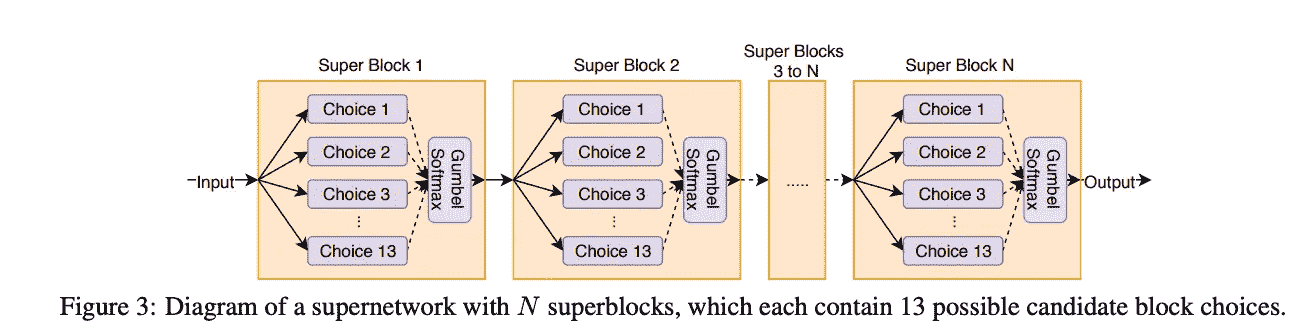 Super Block 1
Super Block 2
Super Blocks
3 to N
Super Block N
Input
Choice 1
Choice 2
Choice 3
⋮
Choice 13
Gumbel
Softmax
Choice 1
Choice 2
Choice 3
⋮
Choice 13
Gumbel
Softmax
.....
Choice 1
Choice 2
Choice 3
⋮
Choice 13
Gumbel
Softmax
Output
Figure 3: Diagram of a supernetwork with N superblocks, which each contain 13 possible candidate block choices.